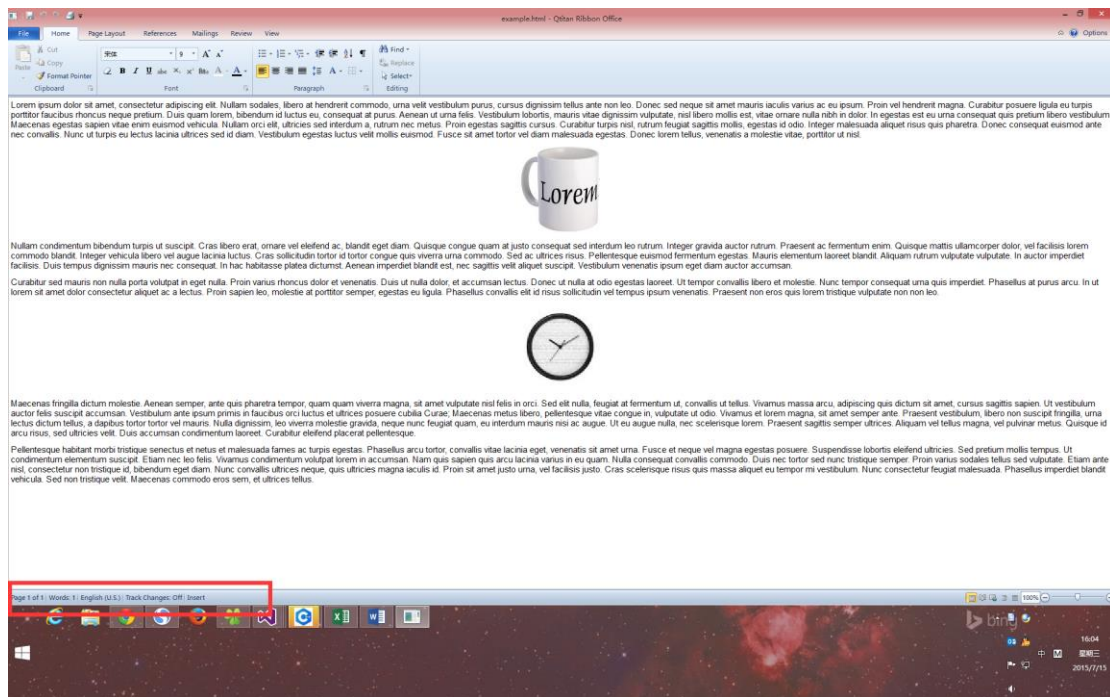 example.html - Qtitan Ribbon Office
File Home Page Layout References Mailings Review View Options
Paste Cut Copy Format Painter
宋体 9
Find Replace Select
Clipboard Font Paragraph Editing
Lorem ipsum dolor sit amet, consectetur adipiscing elit. Nullam sodales, libero at hendrerit commodo, urna velit vestibulum purus, cursus dignissim tellus ante non leo. Donec sed neque sit amet mauris iaculis varius ac eu ipsum. Proin vel hendrerit magna. Curabitur posuere ligula eu turpis
porttitor faucibus rhoncus neque pretium. Duis quam lorem, bibendum id luctus eu, consequat at purus. Aenean ut urna felis. Vestibulum lobortis, mauris vitae dignissim vulputate, nisl libero mollis est, vitae ornare nulla nibh in dolor. In egestas est eu urna consequat quis pretium libero vestibulum.
Maecenas egestas sapien vitae enim euismod vehicula. Nullam orci elit, ultricies sed interdum a, rutrum nec metus. Proin egestas sagittis cursus. Curabitur turpis nisl, rutrum feugiat sagittis mollis, egestas id odio. Integer malesuada aliquet risus quis pharetra. Donec consequat euismod ante
nec convallis. Nunc ut turpis eu lectus lacinia ultrices sed id diam. Vestibulum egestas luctus velit mollis euismod. Fusce sit amet tortor vel diam malesuada egestas. Donec lorem tellus, venenatis a molestie vitae, porttitor ut nisl.
Lorem
Nullam condimentum bibendum turpis ut suscipit. Cras libero erat, ornare vel eleifend ac, blandit eget diam. Quisque congue quam at justo consequat sed interdum leo rutrum. Integer gravida auctor rutrum. Praesent ac fermentum enim. Quisque mattis ullamcorper dolor, vel facilisis lorem
commodo blandit. Integer vehicula libero vel augue lacinia luctus. Cras sollicitudin tortor id tortor congue quis viverra urna commodo. Sed ac ultrices risus. Pellentesque euismod fermentum egestas. Mauris elementum laoreet blandit. Aliquam rutrum vulputate vulputate. In auctor imperdiet
facilisis. Duis tempus dignissim mauris nec consequat. In hac habitasse platea dictumst. Aenean imperdiet blandit est, nec sagittis velit aliquet suscipit. Vestibulum venenatis ipsum eget diam auctor accumsan.
Curabitur sed mauris non nulla porta volutpat in eget nulla. Proin varius rhoncus dolor et venenatis. Duis ut nulla dolor, et accumsan lectus. Donec ut nulla at odio egestas laoreet. Ut tempor convallis libero et molestie. Nunc tempor consequat urna quis imperdiet. Phasellus at purus arcu. In ut
lorem sit amet dolor consectetur aliquet ac a lectus. Proin sapien leo, molestie at porttitor semper, egestas eu ligula. Phasellus convallis elit id risus sollicitudin vel tempus ipsum venenatis. Praesent non eros quis lorem tristique vulputate non non leo.
Maecenas fringilla dictum molestie. Aenean semper, ante quis pharetra tempor, quam quam viverra magna, sit amet vulputate nisl felis in orci. Sed elit nulla, feugiat at fermentum ut, convallis ut tellus. Vivamus massa arcu, adipiscing quis dictum sit amet, cursus sagittis sapien. Ut vestibulum
auctor felis suscipit accumsan. Vestibulum ante ipsum primis in faucibus orci luctus et ultrices posuere cubilia Curae; Maecenas metus libero, pellentesque vitae congue in, vulputate ut odio. Vivamus et lorem magna, sit amet semper ante. Praesent vestibulum, libero non suscipit fringilla, urna
lectus dictum tellus, a dapibus tortor tortor vel mauris. Nulla dignissim, leo viverra molestie gravida, neque nunc feugiat quam, eu interdum mauris nisi ac augue. Ut eu augue nulla, nec scelerisque lorem. Praesent sagittis semper ultrices. Aliquam vel tellus magna, vel pulvinar metus. Quisque id
arcu risus, sed ultricies velit. Duis accumsan condimentum laoreet. Curabitur eleifend placerat pellentesque.
Pellentesque habitant morbi tristique senectus et netus et malesuada fames ac turpis egestas. Phasellus arcu tortor, convallis vitae lacinia eget, venenatis sit amet urna. Fusce et neque vel magna egestas posuere. Suspendisse lobortis eleifend ultricies. Sed pretium mollis tempus. Ut
condimentum elementum suscipit. Etiam nec leo felis. Vivamus condimentum volutpat lorem in accumsan. Nam quis sapien quis arcu lacinia varius in eu quam. Nulla consequat convallis commodo. Duis nec tortor sed nunc tristique semper. Proin varius sodales tellus sed vulputate. Etiam ante
nisl, consectetur non tristique id, bibendum eget diam. Nunc convallis ultrices neque, quis ultricies magna iaculis id. Proin sit amet justo urna, vel facilisis justo. Cras scelerisque risus quis massa aliquet eu tempor mi vestibulum. Nunc consectetur feugiat malesuada. Phasellus imperdiet blandit
vehicula. Sed non tristique velit. Maecenas commodo eros sem, et ultrices tellus.
Page 1 of 1 Words: 1 English (U.S.) Track Changes: Off Insert 100%
bing
16:04
中 M 星期三
2015/7/15